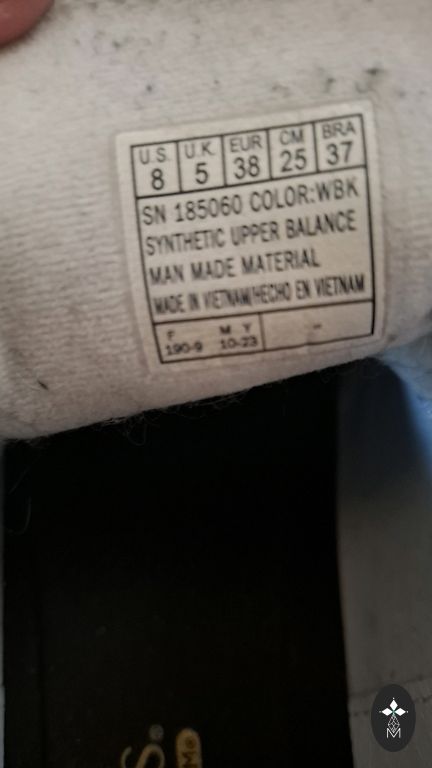 U.S. U.K. EUR CM BRA
8 5 38 25 37
SN 185060 COLOR:WBK
SYNTHETIC UPPER BALANCE
MAN MADE MATERIAL
MADE IN VIETNAM/HECHO EN VIETNAM
F M Y
190-9 10-23 -
S®
M